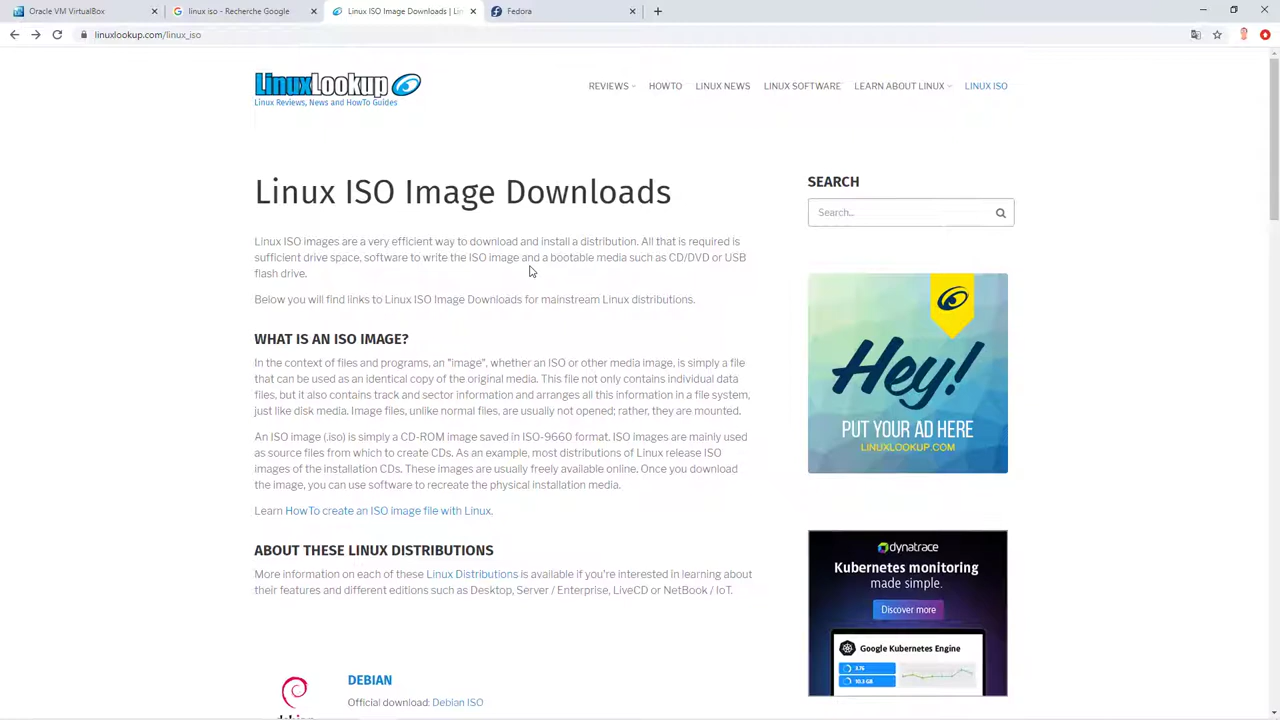 Oracle VM VirtualBox
linux iso - Recherche Google
Linux ISO Image Downloads | Lin
Fedora
linuxlookup.com/linux_iso
LinuxLookup
Linux Reviews, News and HowTo Guides
REVIEWS HOWTO LINUX NEWS LINUX SOFTWARE LEARN ABOUT LINUX LINUX ISO
Linux ISO Image Downloads
Linux ISO images are a very efficient way to download and install a distribution. All that is required is
sufficient drive space, software to write the ISO image and a bootable media such as CD/DVD or USB
flash drive.
Below you will find links to Linux ISO Image Downloads for mainstream Linux distributions.
WHAT IS AN ISO IMAGE?
In the context of files and programs, an "image", whether an ISO or other media image, is simply a file
that can be used as an identical copy of the original media. This file not only contains individual data
files, but it also contains track and sector information and arranges all this information in a file system,
just like disk media. Image files, unlike normal files, are usually not opened; rather, they are mounted.
An ISO image (.iso) is simply a CD-ROM image saved in ISO-9660 format. ISO images are mainly used
as source files from which to create CDs. As an example, most distributions of Linux release ISO
images of the installation CDs. These images are usually freely available online. Once you download
the image, you can use software to recreate the physical installation media.
Learn HowTo create an ISO image file with Linux.
ABOUT THESE LINUX DISTRIBUTIONS
More information on each of these Linux Distributions is available if you're interested in learning about
their features and different editions such as Desktop, Server / Enterprise, LiveCD or NetBook / IoT.
DEBIAN
Official download: Debian ISO
SEARCH
Search...
Hey!
PUT YOUR AD HERE
LINUXLOOKUP.COM
dynatrace
Kubernetes monitoring
made simple.
Discover more
Google Kubernetes Engine
3.76
10.3 GB